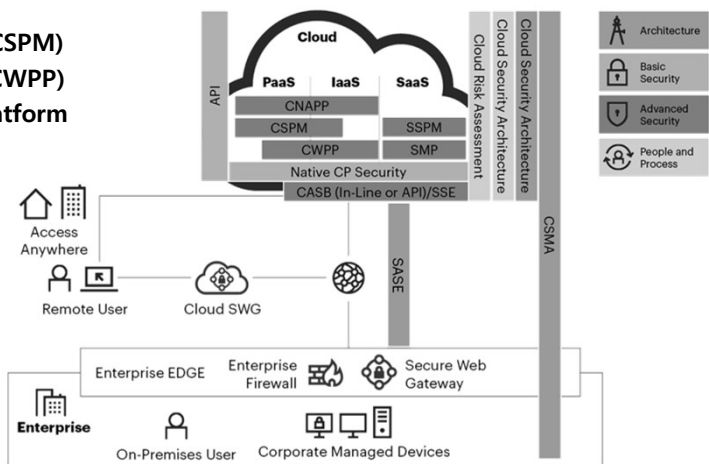 CSPM)
CWPP)
atform
API
Cloud
PaaS
IaaS
SaaS
CNAPP
CSPM
SSPM
CWPP
SMP
Native CP Security
CASB (In-Line or API)/SSE
Cloud Risk Assessment
Cloud Security Architecture
Cloud Security Architecture
CSMA
SASE
Architecture
Basic
Security
Advanced
Security
People and
Process
Access
Anywhere
Remote User
Cloud SWG
Enterprise EDGE
Enterprise
Firewall
Secure Web
Gateway
Enterprise
On-Premises User
Corporate Managed Devices